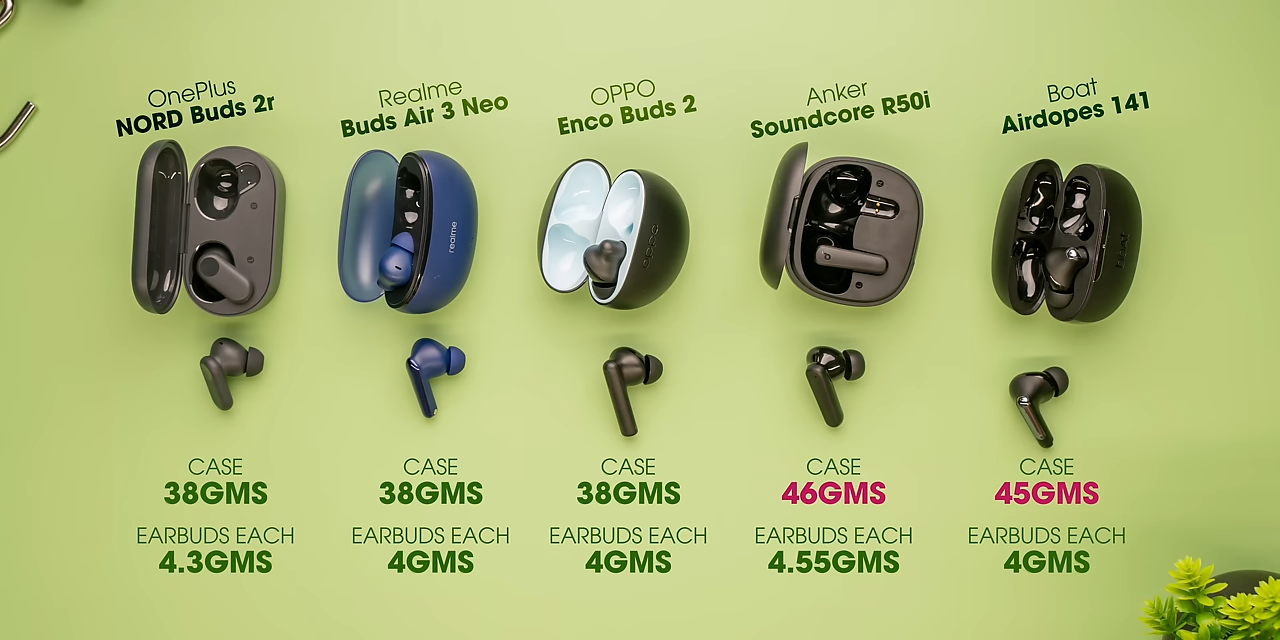 OnePlus
NORD Buds 2r
Realme
Buds Air 3 Neo
OPPO
Enco Buds 2
Anker
Soundcore R50i
Boat
Airdopes 141
realme
oppo
CASE
38GMS
EARBUDS EACH
4.3GMS
CASE
38GMS
EARBUDS EACH
4GMS
CASE
38GMS
EARBUDS EACH
4GMS
CASE
46GMS
EARBUDS EACH
4.55GMS
CASE
45GMS
EARBUDS EACH
4GMS